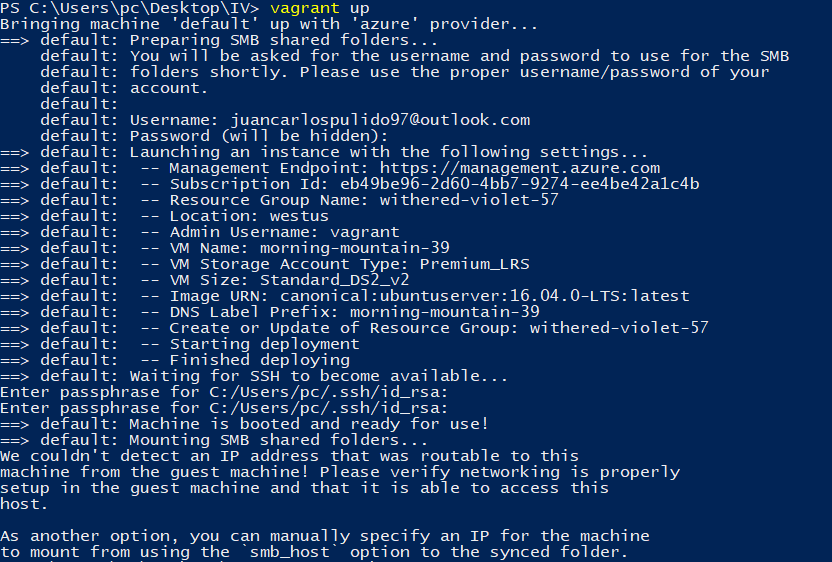 PS C:\Users\pc\Desktop\IV> vagrant up
Bringing machine 'default' up with 'azure' provider...
==> default: Preparing SMB shared folders...
    default: You will be asked for the username and password to use for the SMB
    default: folders shortly. Please use the proper username/password of your
    default: account.
    default:
    default: Username: juancarlospulido97@outlook.com
    default: Password (will be hidden):
==> default: Launching an instance with the following settings...
==> default:  -- Management Endpoint: https://management.azure.com
==> default:  -- Subscription Id: eb49be96-2d60-4bb7-9274-ee4be42a1c4b
==> default:  -- Resource Group Name: withered-violet-57
==> default:  -- Location: westus
==> default:  -- Admin Username: vagrant
==> default:  -- VM Name: morning-mountain-39
==> default:  -- VM Storage Account Type: Premium_LRS
==> default:  -- VM Size: Standard_DS2_v2
==> default:  -- Image URN: canonical:ubuntuserver:16.04.0-LTS:latest
==> default:  -- DNS Label Prefix: morning-mountain-39
==> default:  -- Create or Update of Resource Group: withered-violet-57
==> default:  -- Starting deployment
==> default:  -- Finished deploying
==> default: Waiting for SSH to become available...
Enter passphrase for C:/Users/pc/.ssh/id_rsa:
Enter passphrase for C:/Users/pc/.ssh/id_rsa:
==> default: Machine is booted and ready for use!
==> default: Mounting SMB shared folders...
We couldn't detect an IP address that was routable to this
machine from the guest machine! Please verify networking is properly
setup in the guest machine and that it is able to access this
host.

As another option, you can manually specify an IP for the machine
to mount from using the `smb_host` option to the synced folder.